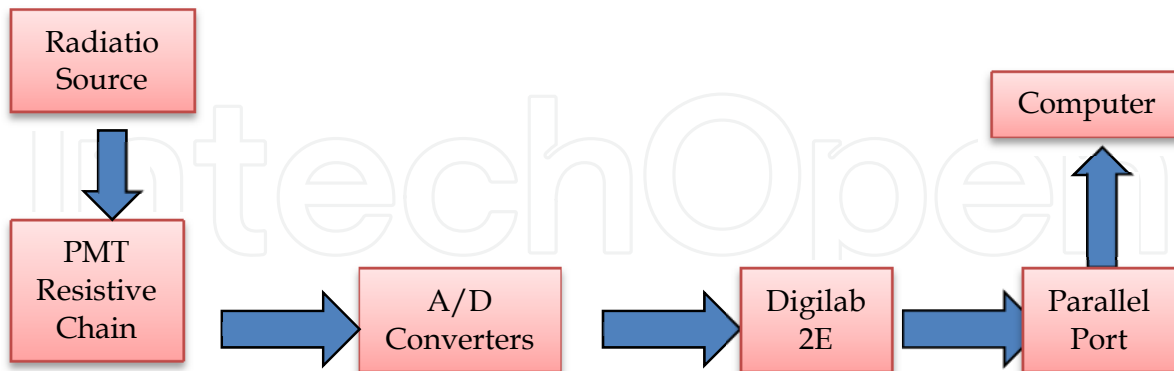 Radiatio
Source
Computer
PMT
Resistive
Chain
A/D
Converters
Digilab
2E
Parallel
Port
IntechOpen